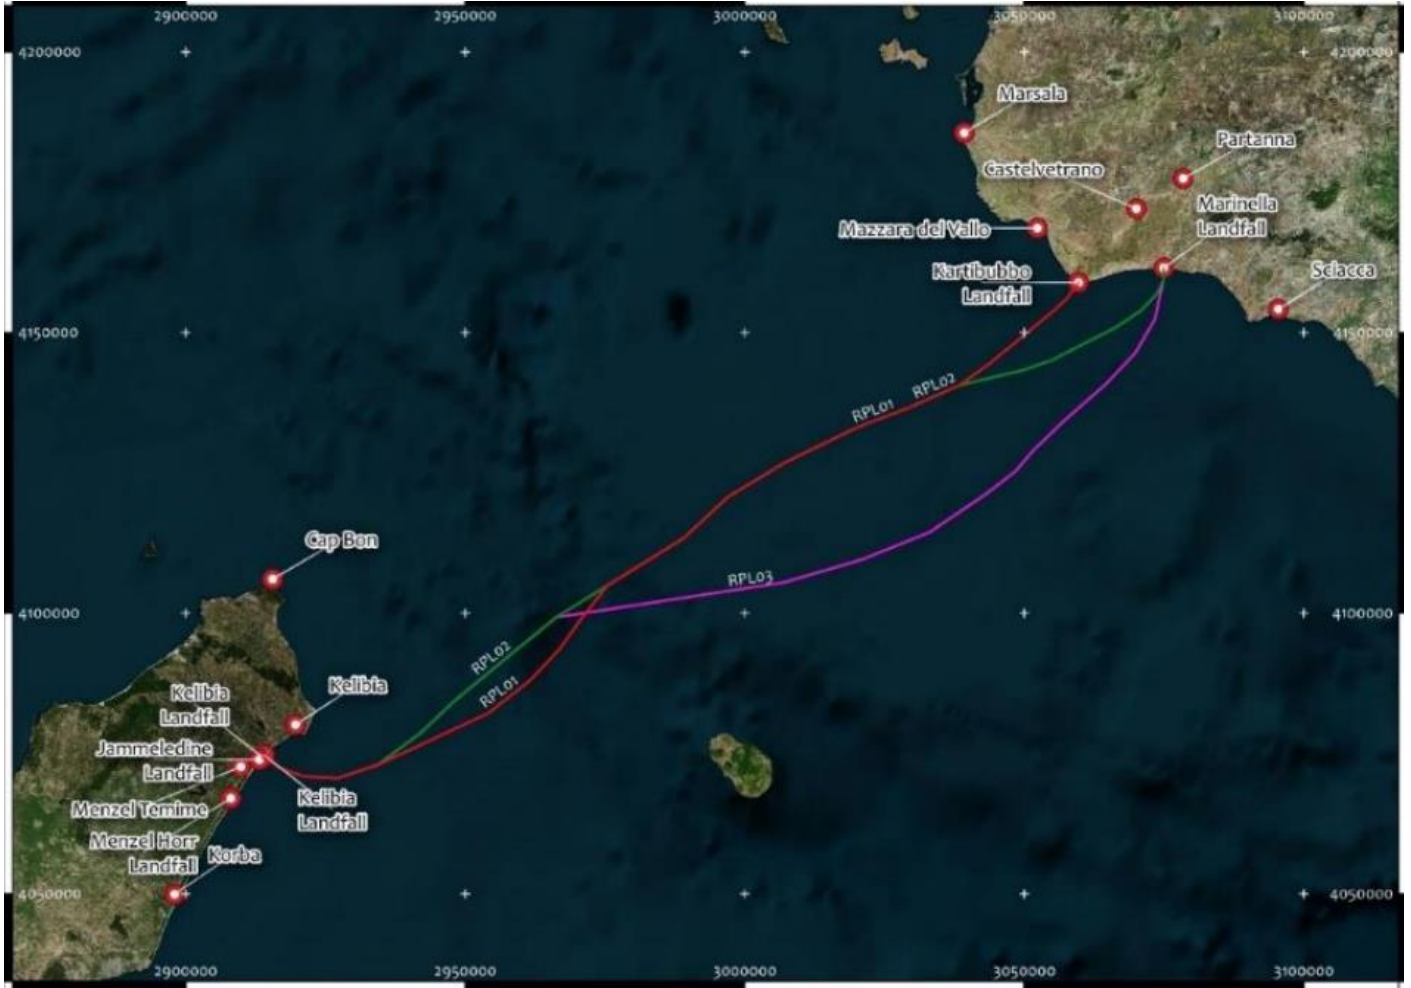 2900000
2950000
3000000
3050000
3100000
4200000
4200000
Marsala
Partanna
Castelvetrano
Marinella
Landfall
Mazzara del Vallo
Kartibubbo
Landfall
Sciacca
4150000
4150000
RPL01
RPL02
Cap Bon
RPL03
4100000
4100000
RPL02
RPL01
Kelibia
Landfall
Kelibia
Jammeledine
Landfall
Menzel Temime
Kelibia
Landfall
Menzel Horr
Landfall
Korba
4050000
4050000
2900000
2950000
3000000
3050000
3100000